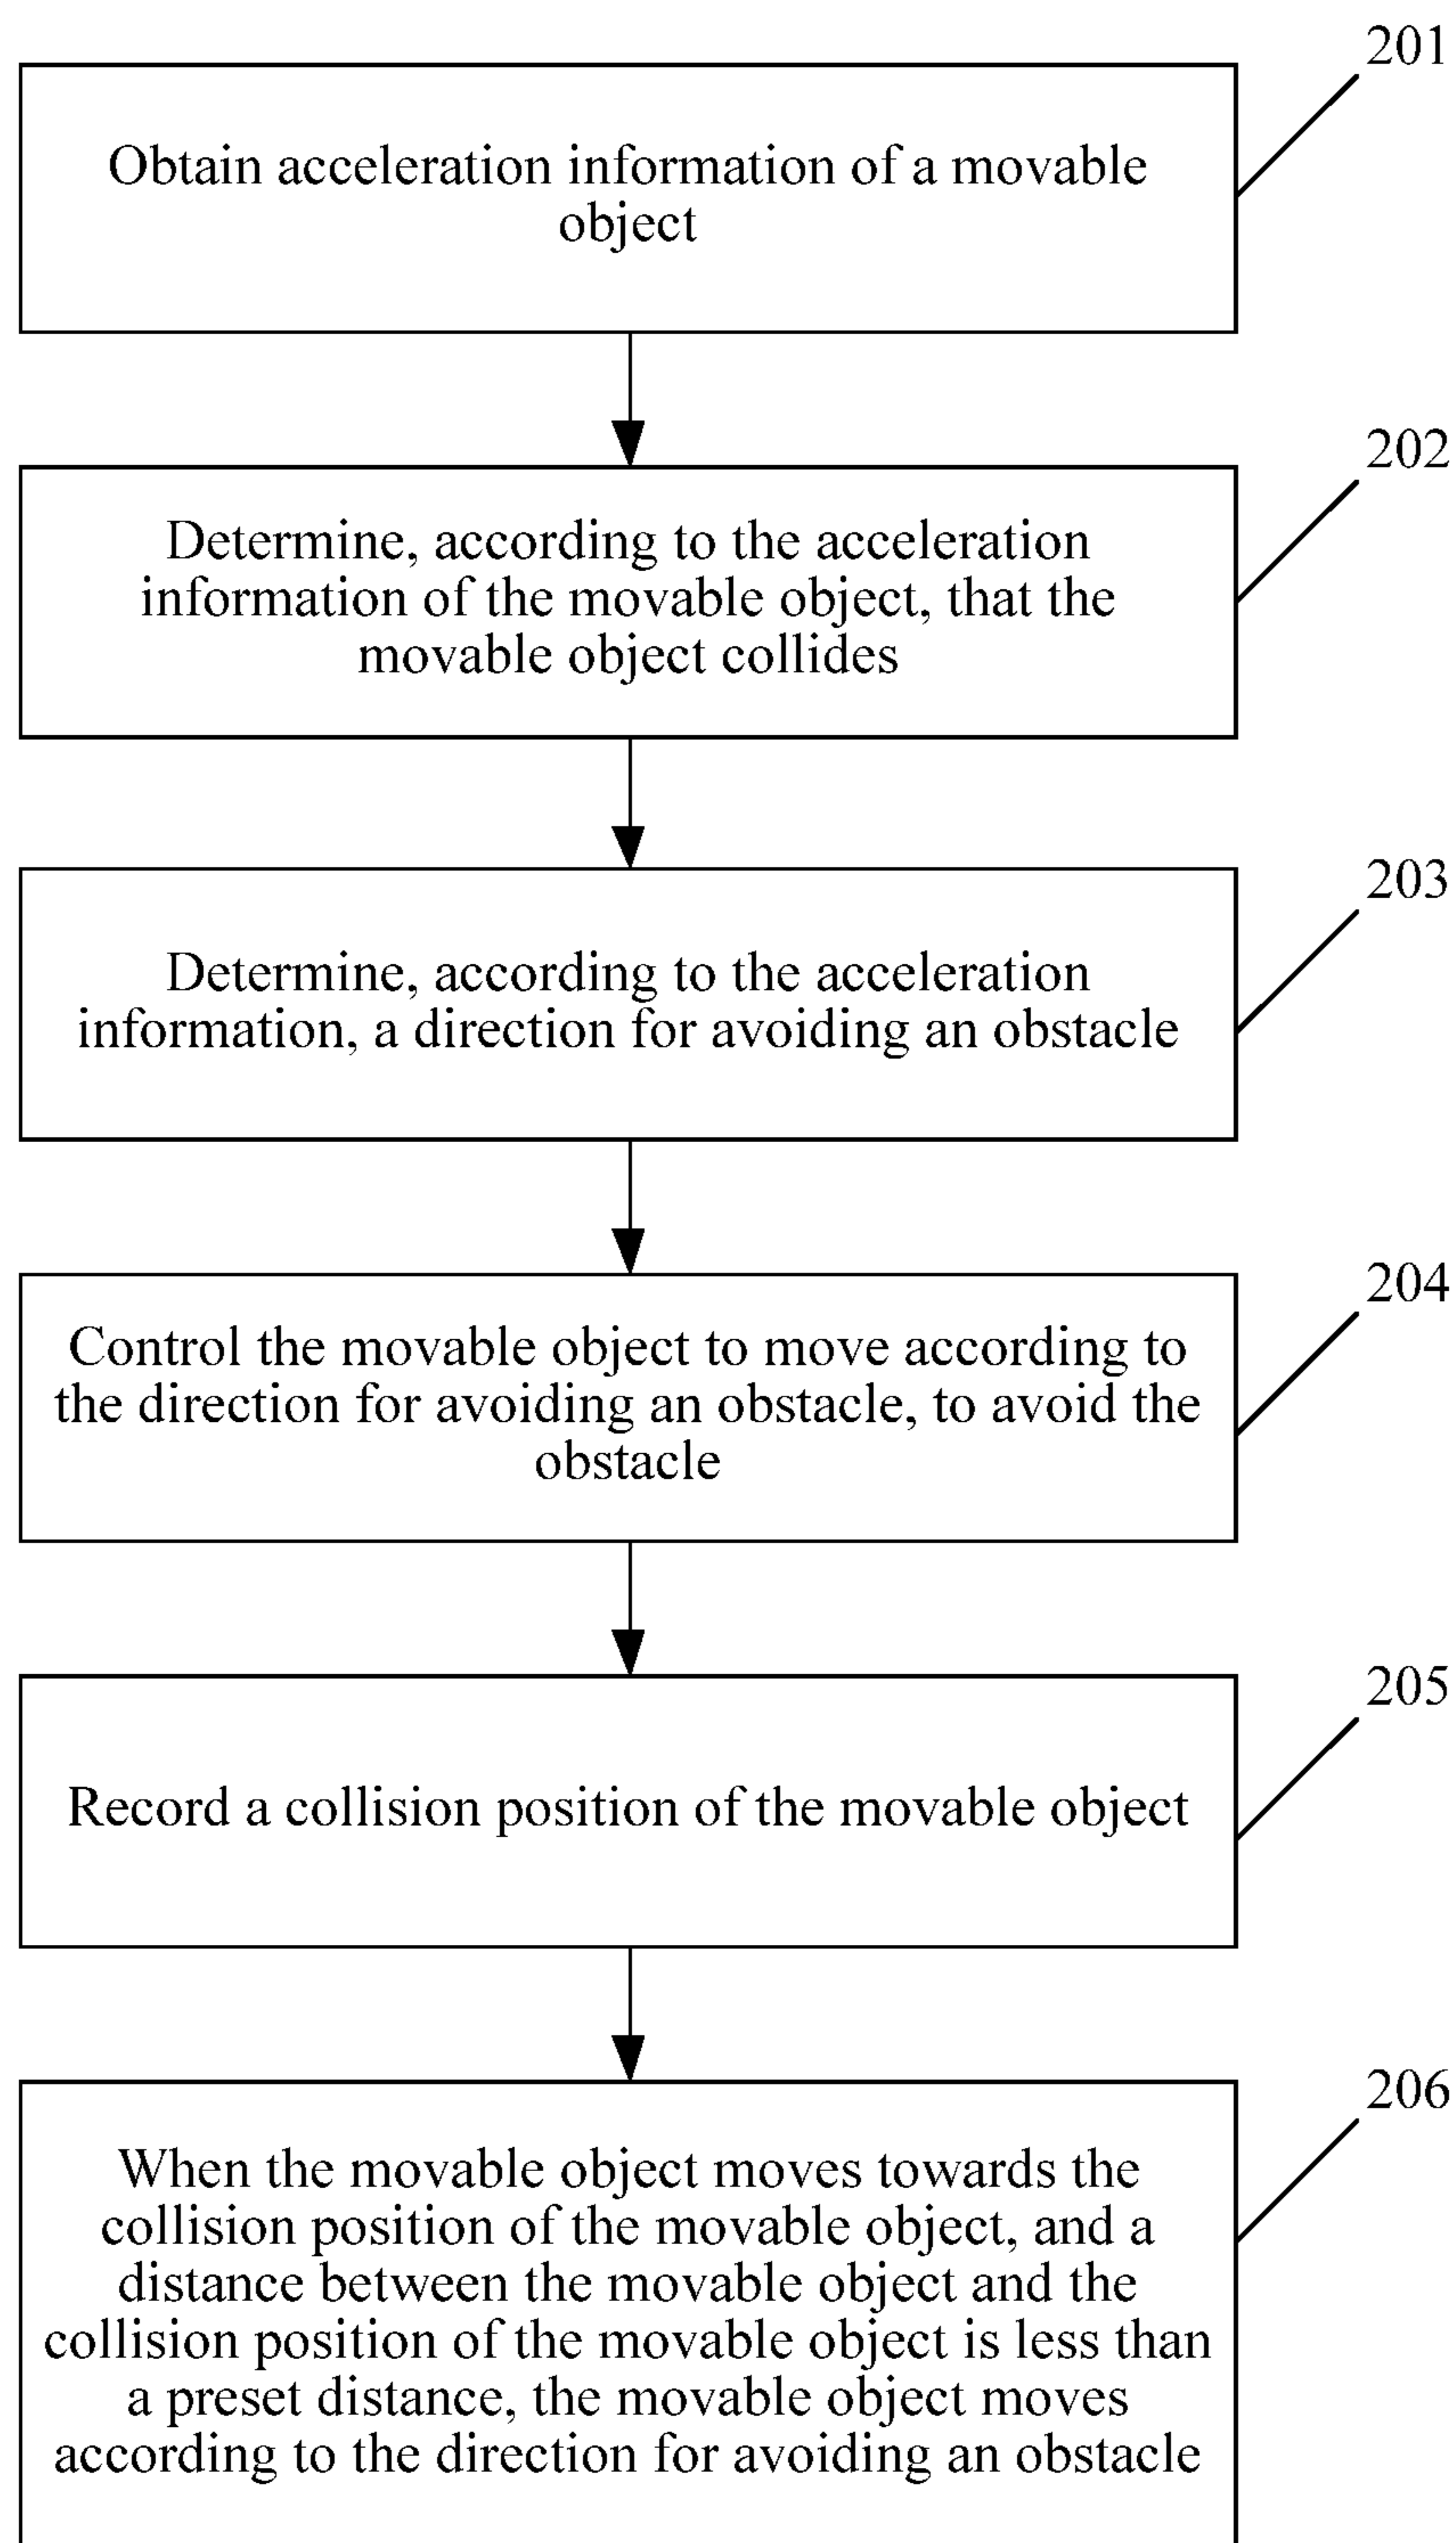 201
Obtain acceleration information of a movable
object
202
Determine, according to the acceleration
information of the movable object, that the
movable object collides
203
Determine, according to the acceleration
information, a direction for avoiding an obstacle
204
Control the movable object to move according to
the direction for avoiding an obstacle, to avoid the
obstacle
205
Record a collision position of the movable object
206
When the movable object moves towards the
collision position of the movable object, and a
distance between the movable object and the
collision position of the movable object is less than
a preset distance, the movable object moves
according to the direction for avoiding an obstacle